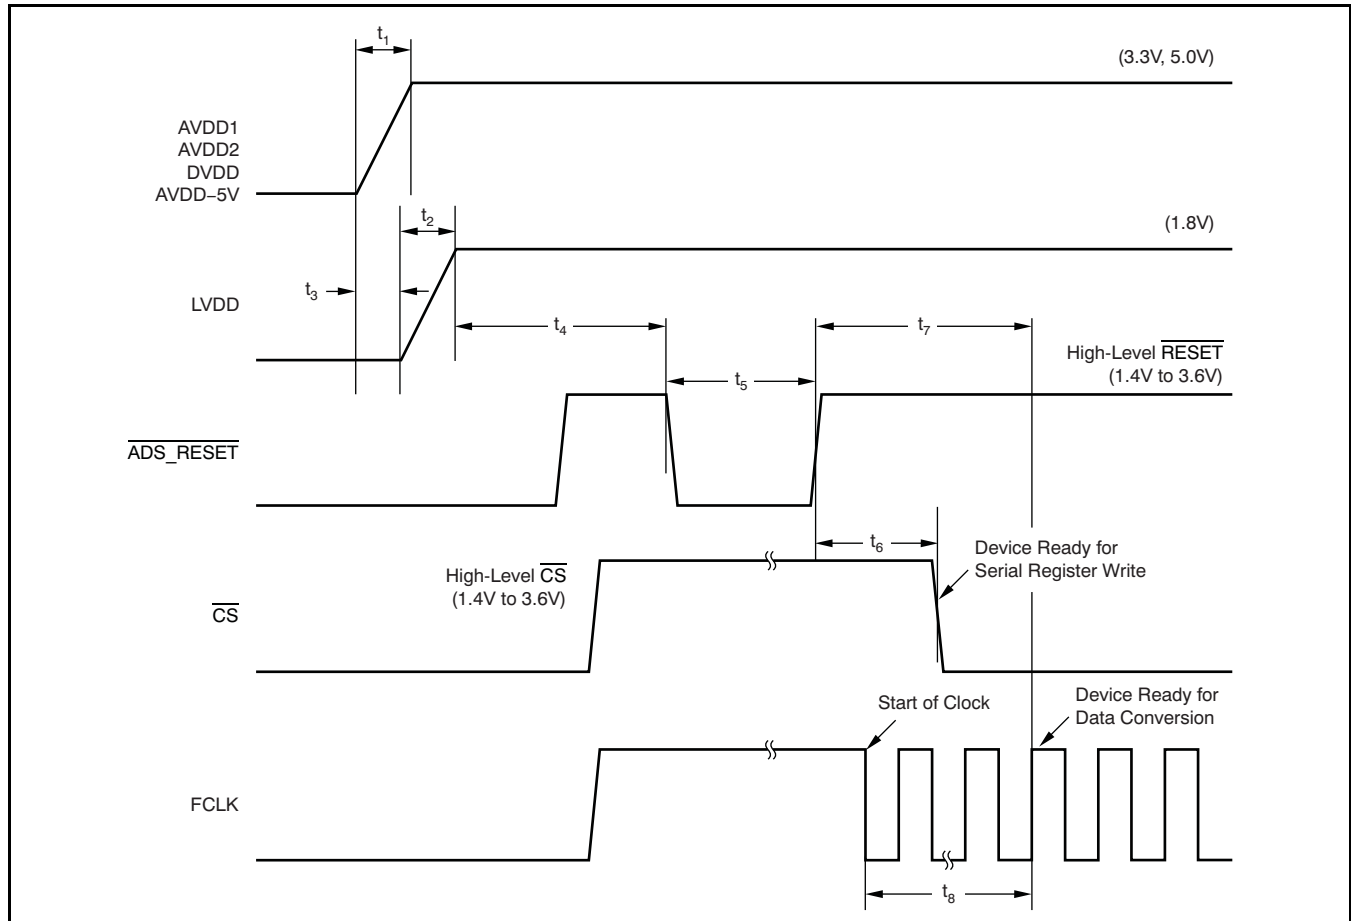 t1
(3.3V, 5.0V)
AVDD1
AVDD2
DVDD
AVDD–5V
t2
(1.8V)
t3
LVDD
t4
t7
High-Level RESET
(1.4V to 3.6V)
t5
ADS_RESET
t6
Device Ready for
Serial Register Write
High-Level CS
(1.4V to 3.6V)
CS
Start of Clock
Device Ready for
Data Conversion
FCLK
t8